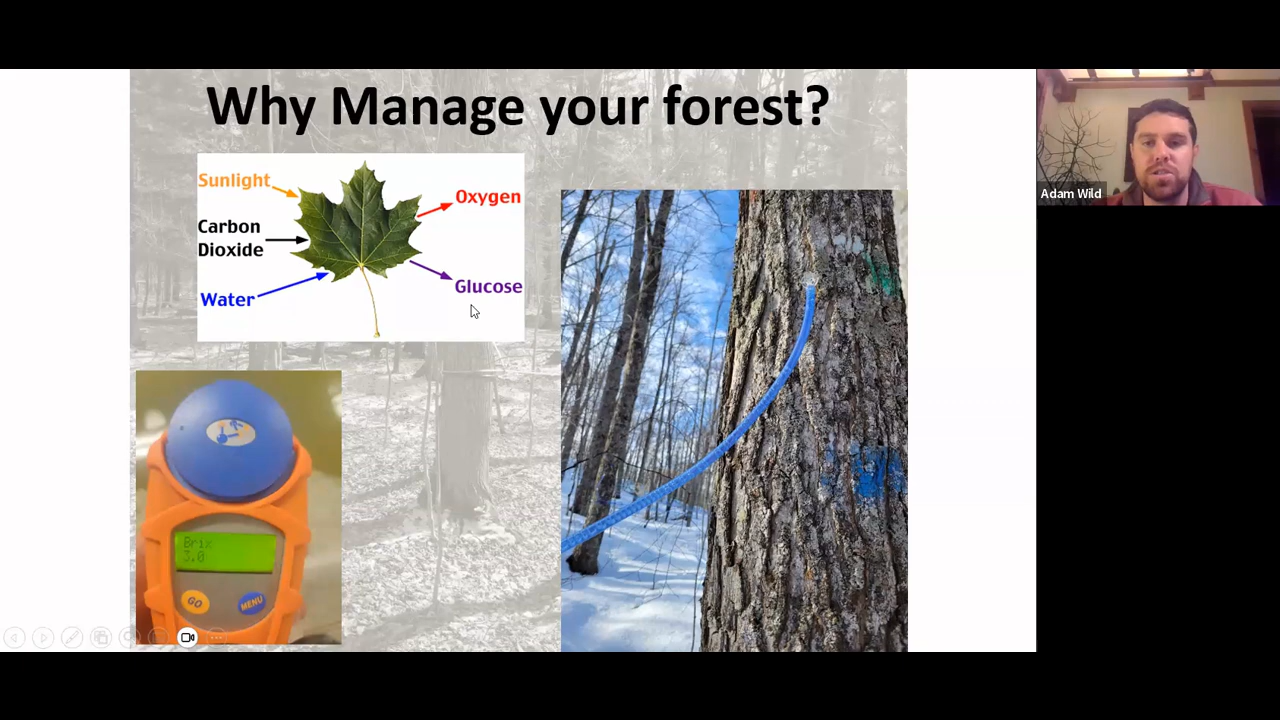 Why Manage your forest?
Sunlight
Carbon
Dioxide
Water
Oxygen
Glucose
Brix
3.0
GO
MENU
Adam Wild